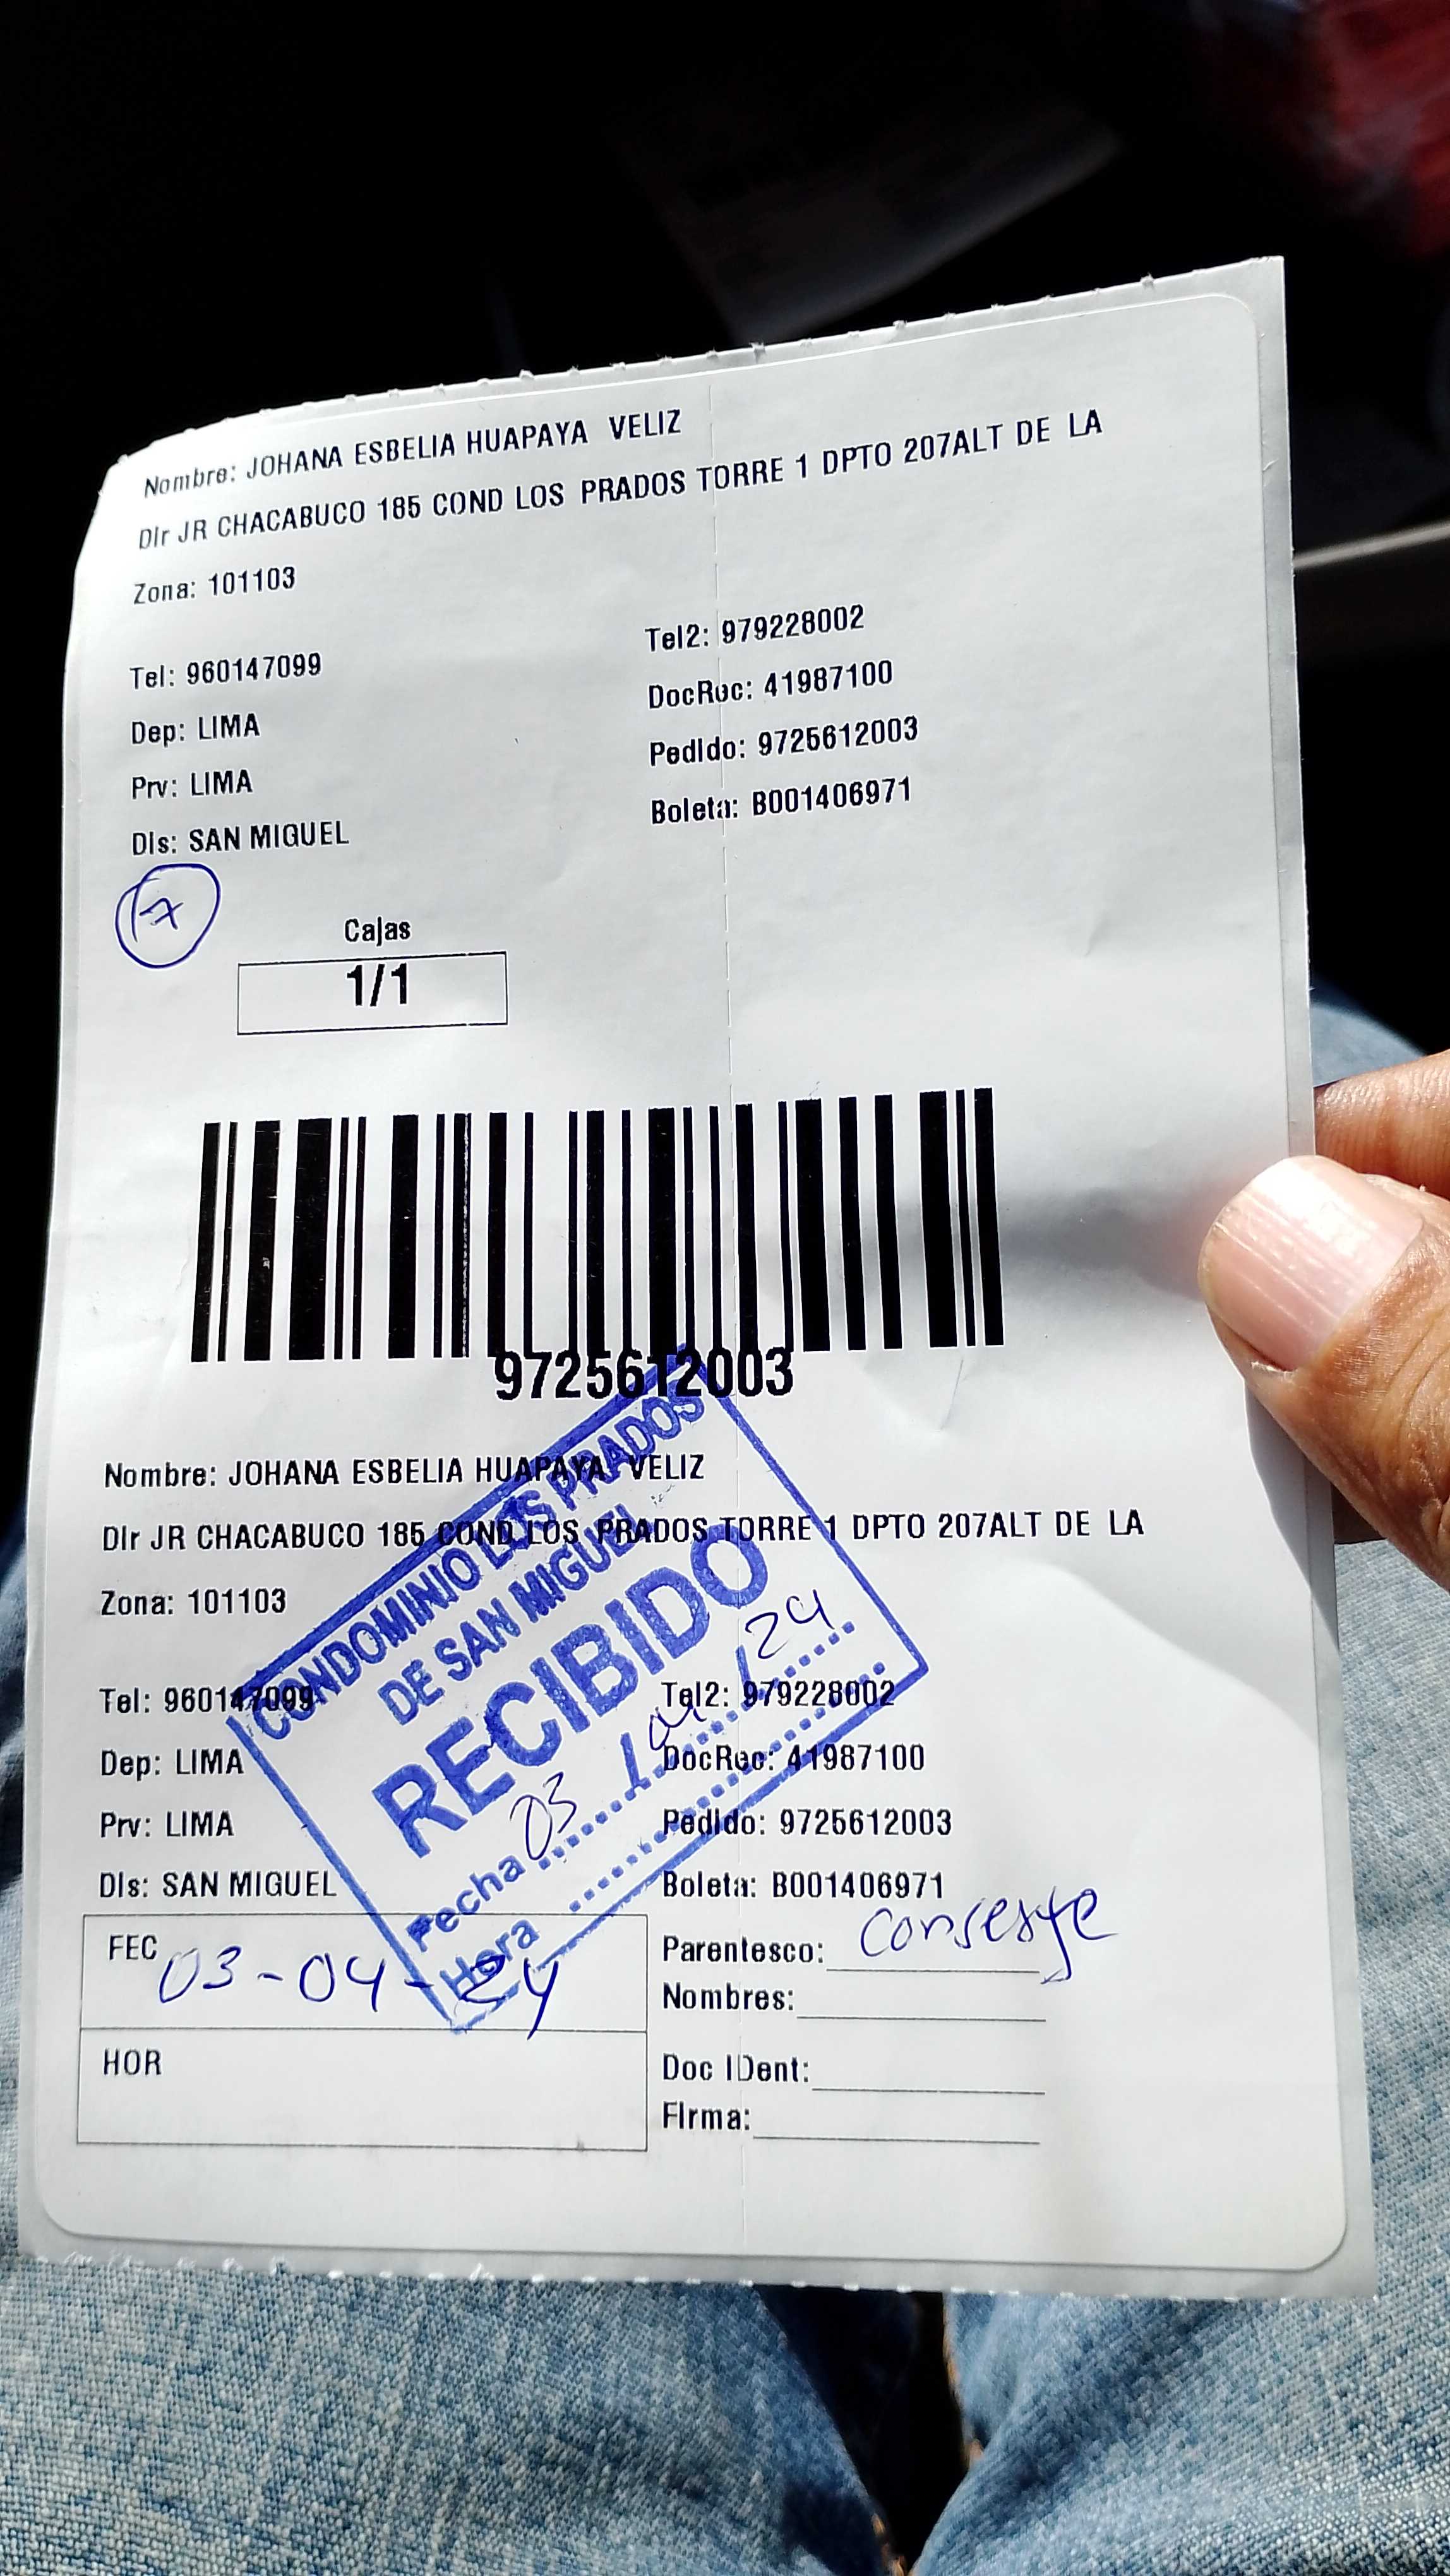 Nombre: JOHANA ESBELIA HUAPAYA VELIZ
DIr JR CHACABUCO 185 COND LOS PRADOS TORRE 1 DPTO 207ALT DE LA
Zona: 101103
Tel: 960147099
Tel2: 979228002
Dep: LIMA
DocRec: 41987100
Prv: LIMA
PedIdo: 9725612003
DIs: SAN MIGUEL
Boleta: B001406971
Cajas
1/1
9725612003
Nombre: JOHANA ESBELIA HUAPAYA VELIZ
DIr JR CHACABUCO 185 COND LOS PRADOS TORRE 1 DPTO 207ALT DE LA
Zona: 101103
CONDOMINIO LOS PRADOS
DE SAN MIGUEL
RECIBIDO
Fecha 03 / 04 / 24
Hora
Tel: 960147099
Tel2: 979228002
Dep: LIMA
DocRec: 41987100
Prv: LIMA
PedIdo: 9725612003
DIs: SAN MIGUEL
Boleta: B001406971
FEC 03-04-24
Parentesco: conserje
Nombres:
HOR
Doc IDent:
FIrma: